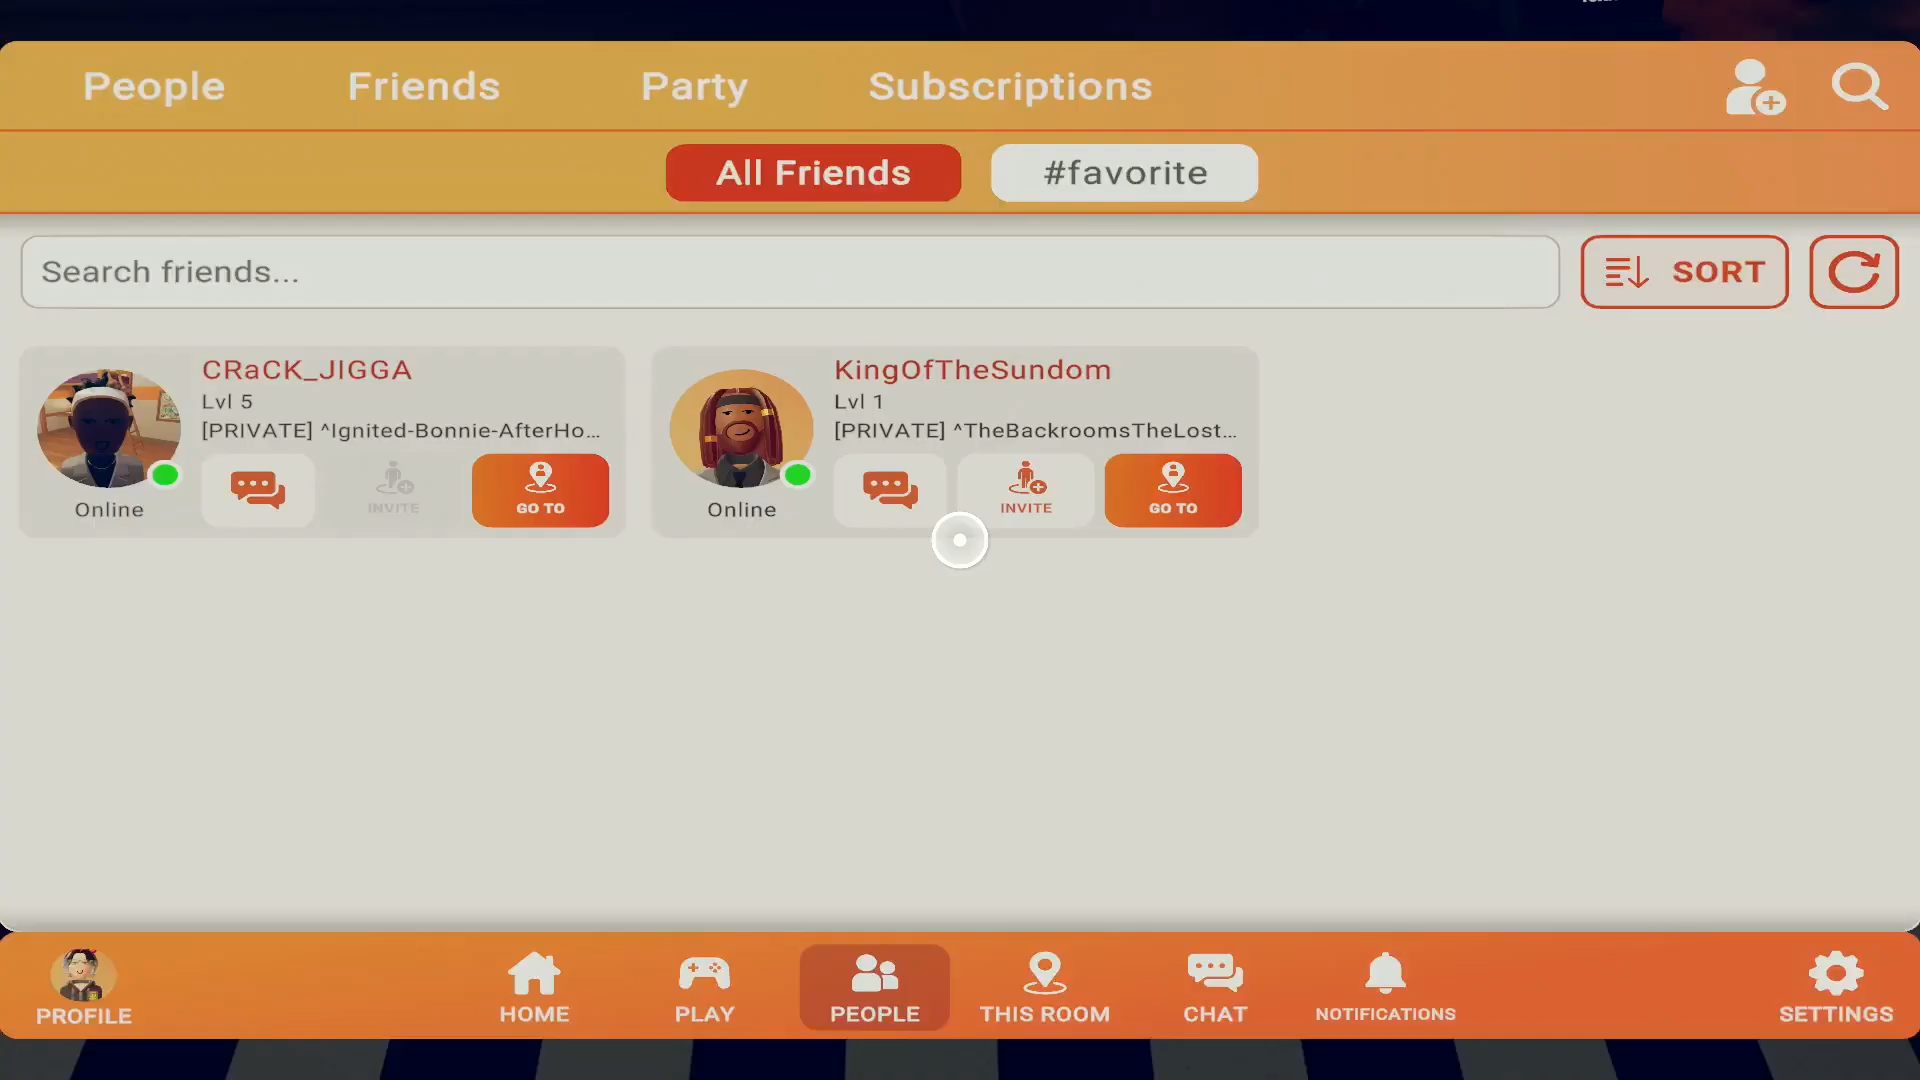 People Friends Party Subscriptions
All Friends #favorite
Search friends... SORT
CRaCK_JIGGA
Lvl 5
[PRIVATE] ^Ignited-Bonnie-AfterHo...
Online INVITE GO TO
KingOfTheSundom
Lvl 1
[PRIVATE] ^TheBackroomsTheLost...
Online INVITE GO TO
PROFILE HOME PLAY PEOPLE THIS ROOM CHAT NOTIFICATIONS SETTINGS